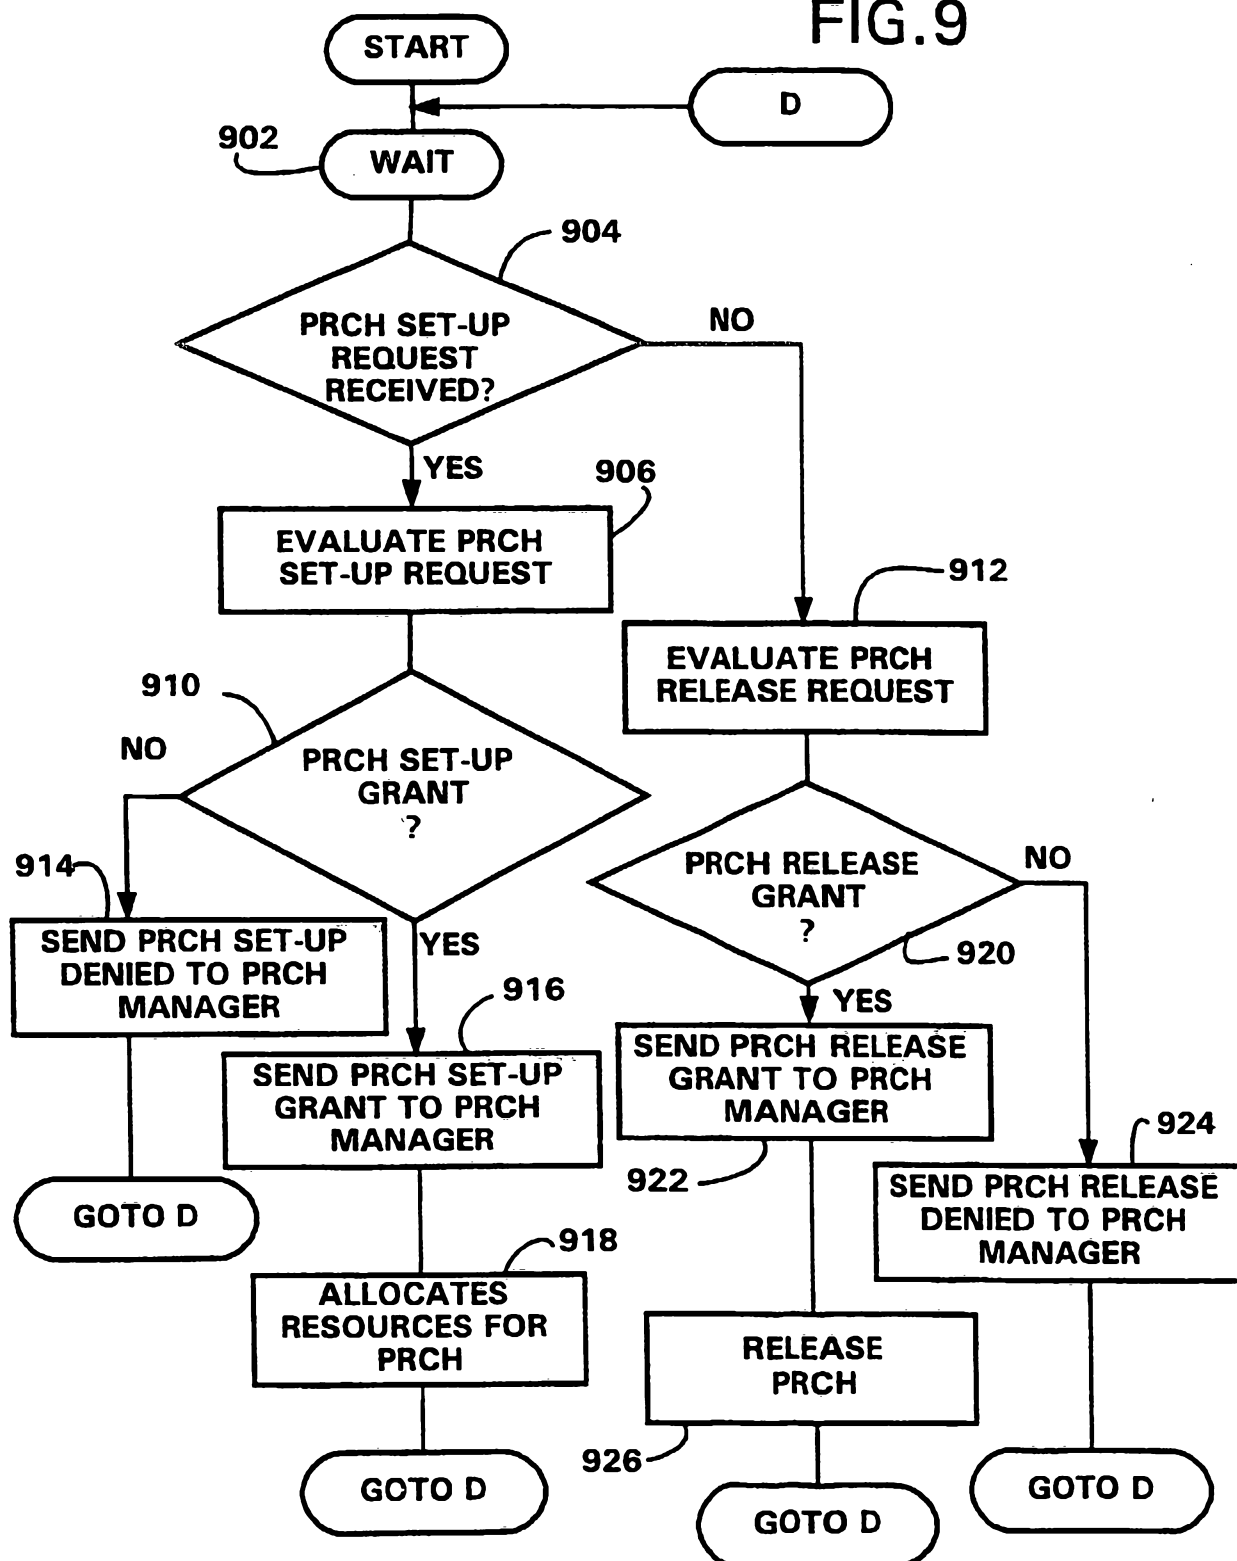 FIG.9
START
D
902
WAIT
904
PRCH SET-UP
REQUEST
RECEIVED?
NO
YES
906
EVALUATE PRCH
SET-UP REQUEST
912
EVALUATE PRCH
RELEASE REQUEST
910
NO
PRCH SET-UP
GRANT
?
914
SEND PRCH SET-UP
DENIED TO PRCH
MANAGER
YES
PRCH RELEASE
GRANT
?
NO
920
916
YES
SEND PRCH SET-UP
GRANT TO PRCH
MANAGER
SEND PRCH RELEASE
GRANT TO PRCH
MANAGER
922
924
SEND PRCH RELEASE
DENIED TO PRCH
MANAGER
GOTO D
918
ALLOCATES
RESOURCES FOR
PRCH
RELEASE
PRCH
926
GOTO D
GOTO D
GOTO D